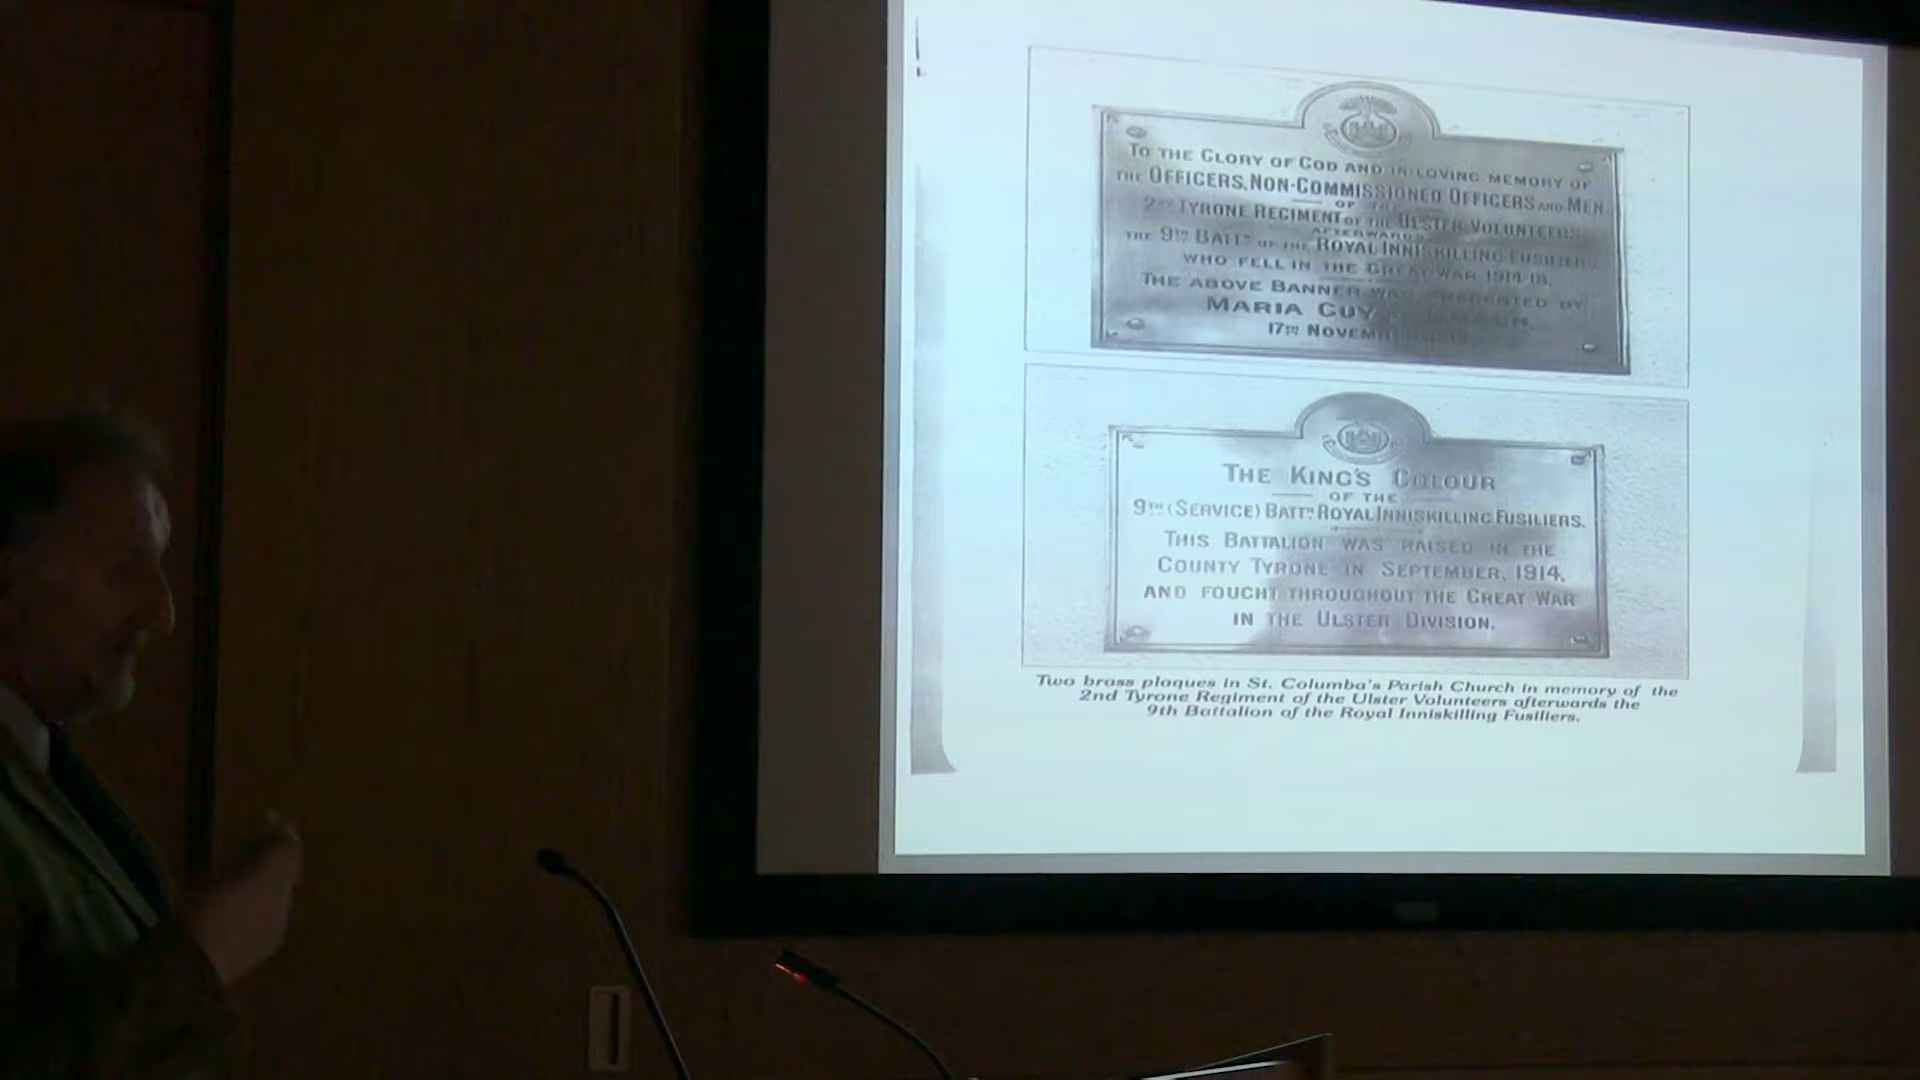 TO THE GLORY OF GOD AND IN LOVING MEMORY OF
THE OFFICERS, NON-COMMISSIONED OFFICERS AND MEN
OF THE
2ND TYRONE REGIMENT OF THE ULSTER VOLUNTEERS
AFTERWARDS
THE 9TH BATTN OF THE ROYAL INNISKILLING FUSILIERS
WHO FELL IN THE GREAT WAR 1914-18.
THE ABOVE BANNER WAS PRESENTED BY
MARIA GUY
17TH NOVEMBER
THE KING'S COLOUR
OF THE
9TH (SERVICE) BATTN ROYAL INNISKILLING FUSILIERS.
THIS BATTALION WAS RAISED IN THE
COUNTY TYRONE IN SEPTEMBER, 1914,
AND FOUGHT THROUGHOUT THE GREAT WAR
IN THE ULSTER DIVISION.
Two brass plaques in St. Columba's Parish Church in memory of the
2nd Tyrone Regiment of the Ulster Volunteers afterwards the
9th Battalion of the Royal Inniskilling Fusiliers.